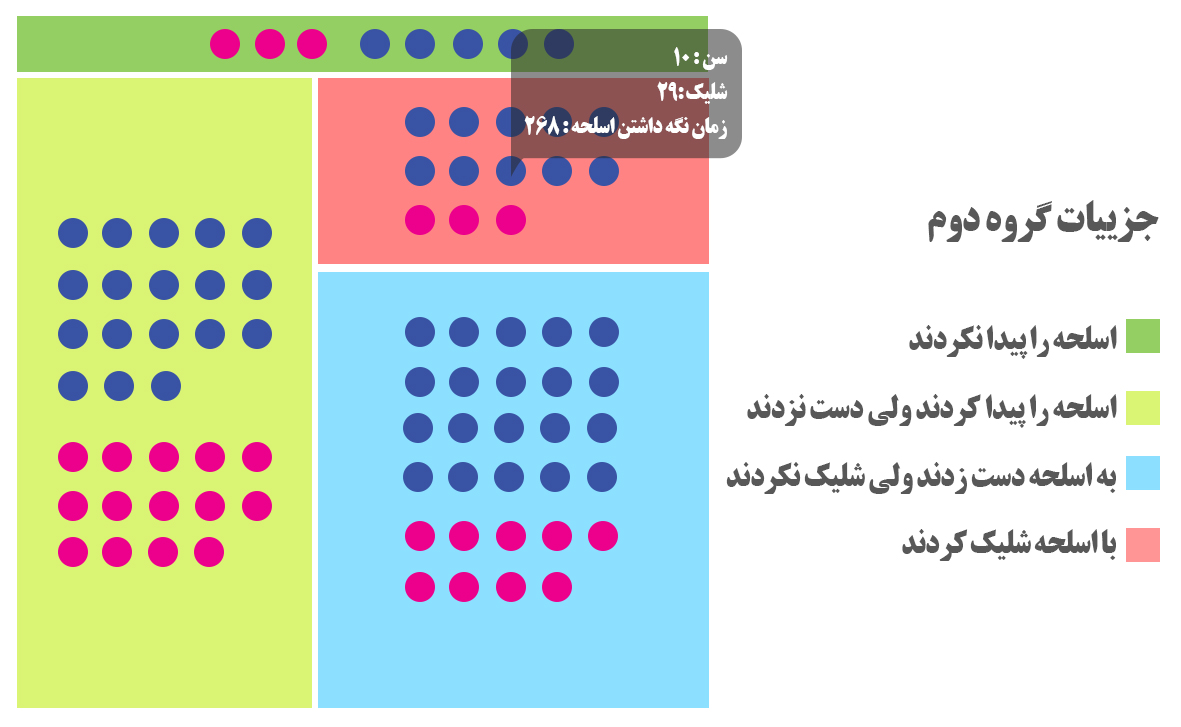 سن : ۱۰
شلیک:۲۹
زمان نگه داشتن اسلحه : ۲۶۸
جزییات گروه دوم
اسلحه را پیدا نکردند
اسلحه را پیدا کردند ولی دست نزدند
به اسلحه دست زدند ولی شلیک نکردند
با اسلحه شلیک کردند